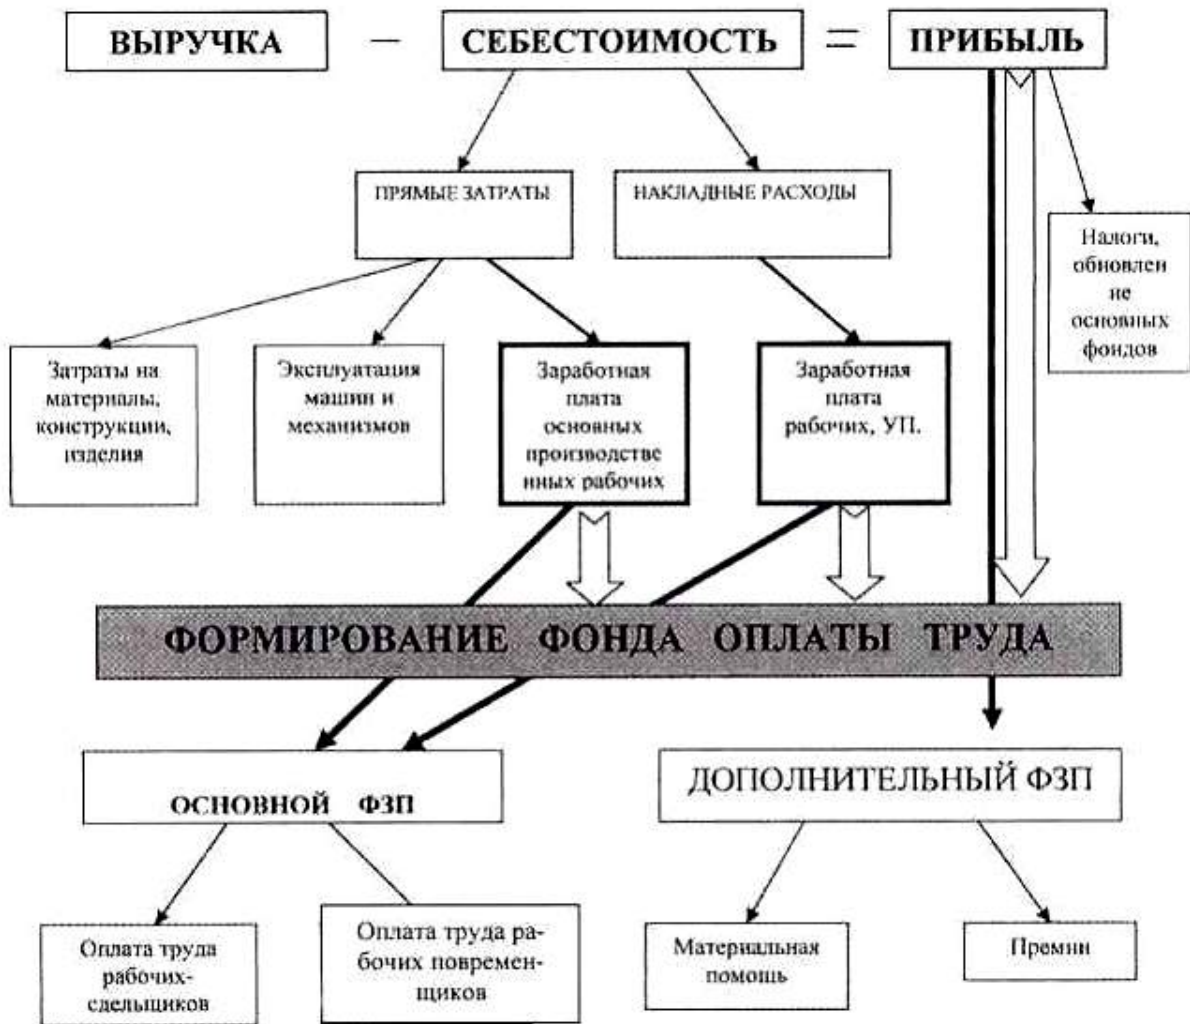 ВЫРУЧКА — СЕБЕСТОИМОСТЬ = ПРИБЫЛЬ
ПРЯМЫЕ ЗАТРАТЫ
НАКЛАДНЫЕ РАСХОДЫ
Налоги,
обновлен
ие
основных
фондов
Затраты на
материалы,
конструкции,
изделия
Эксплуатация
машин и
механизмов
Заработная
плата
основных
производстве
нных рабочих
Заработная
плата
рабочих, УП.
ФОРМИРОВАНИЕ ФОНДА ОПЛАТЫ ТРУДА
ОСНОВНОЙ ФЗП
ДОПОЛНИТЕЛЬНЫЙ ФЗП
Оплата труда
рабочих-
сдельщиков
Оплата труда ра-
бочих повремен-
щиков
Материальная
помощь
Премии